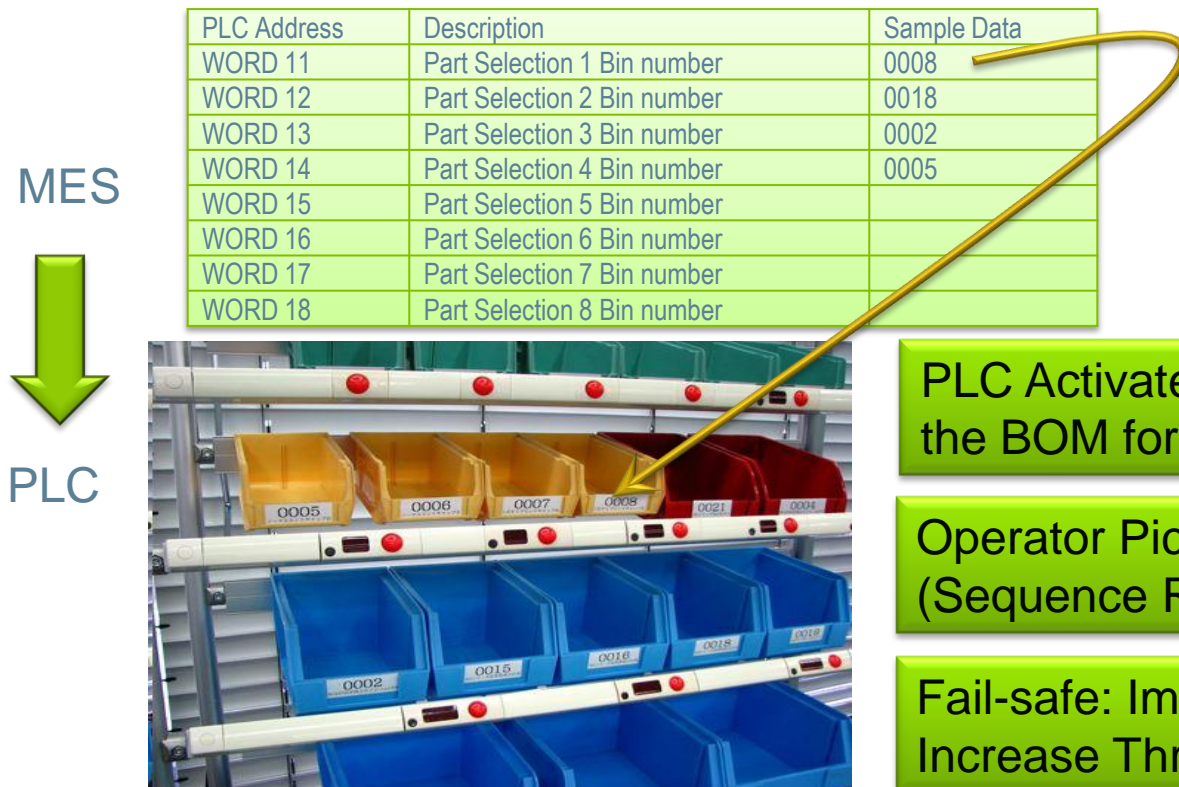 PLC Address Description Sample Data
WORD 11 Part Selection 1 Bin number 0008
WORD 12 Part Selection 2 Bin number 0018
WORD 13 Part Selection 3 Bin number 0002
WORD 14 Part Selection 4 Bin number 0005
WORD 15 Part Selection 5 Bin number
WORD 16 Part Selection 6 Bin number
WORD 17 Part Selection 7 Bin number
WORD 18 Part Selection 8 Bin number
MES
PLC
0005 0006 0007 0008 0021 0004
0002 0015 0016 0018 0019
PLC Activate
the BOM for
Operator Pic
(Sequence R
Fail-safe: Im
Increase Thr